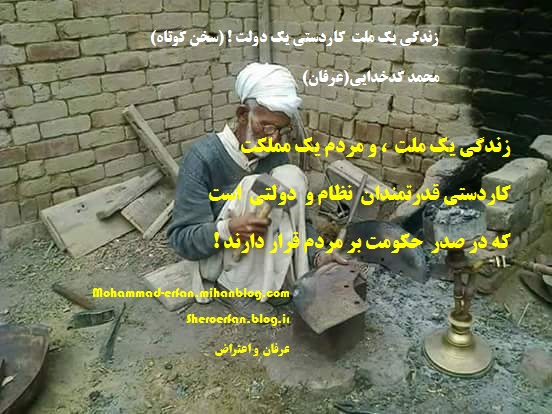 زندگی یک ملت کاردستی یک دولت ! (سخن کوتاه)
محمد کدخدایی(عرفان)
زندگی یک ملت ، و مردم یک مملکت
کاردستی قدرتمندان نظام و دولتی است
که در صدر حکومت بر مردم قرار دارند !
Mohammad-erfan.mihanblog.com
Sheroerfan.blog.ir
عرفان و اعتراض